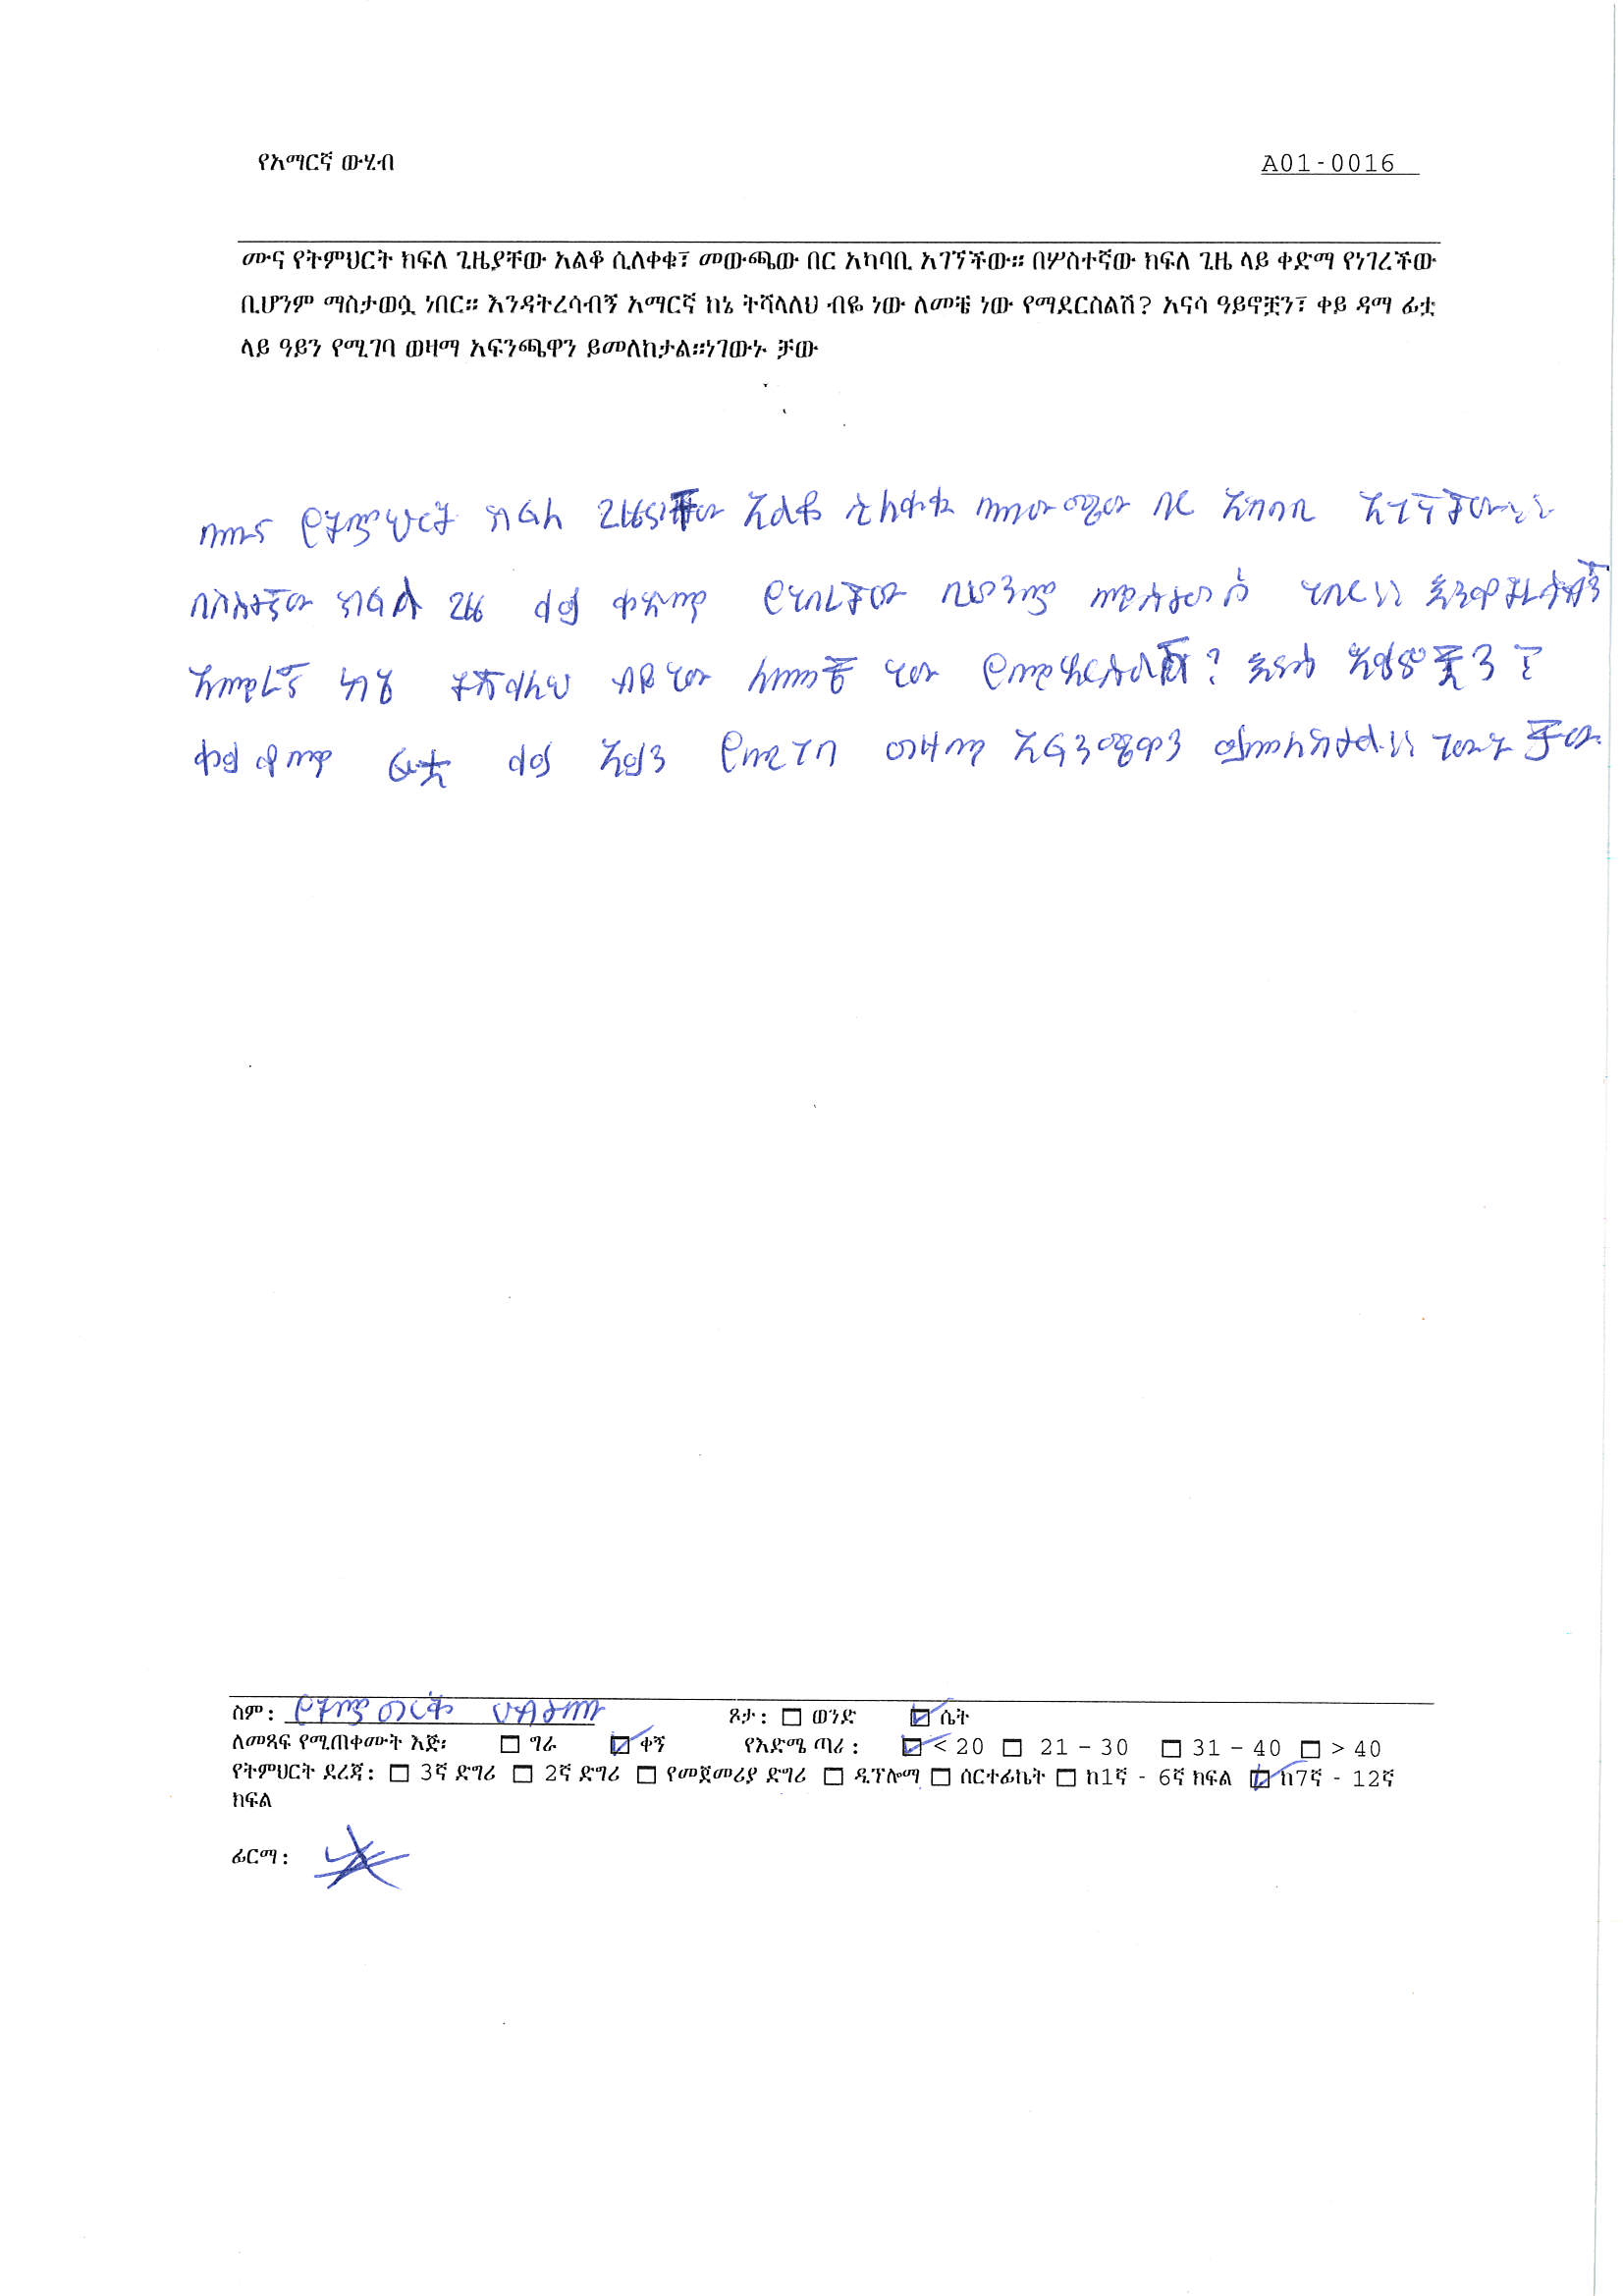 የአማርኛ ውሂብ A01-0016
ሙና የትምህርት ክፍለ ጊዜያቸው አልቆ ሲለቀቁ፣ መውጫው በር አካባቢ አገኘችው። በሦስተኛው ክፍለ ጊዜ ላይ ቀድማ የነገረችው
ቢሆንም ማስታወሷ ነበር። እንዳትረሳብኝ አማርኛ ከኔ ትሻላለህ ብዬ ነው ለመቼ ነው የማደርስልሽ? አናሳ ዓይኖቿን፣ ቀይ ዳማ ፊቷ
ላይ ዓይን የሚገባ ወዛማ አፍንጫዋን ይመለከታል።ነገውኑ ቻው
የትምህርት ክፍለ ጊዜያቸው አልቆ ሲለቀቁ መውጫው በር አካባቢ አገኘችው።
በስስተኛው ክፍለ ጊዜ ላይ ቀድማ የነገረችው ቢሆንም ማስታወሷ ነበር። እንዳትረሳብኝ
አማርኛ ከኔ ትሻላለህ ብዬ ነው ለመቼ ነው የማደርስልሽ? አናሳ አይኖቿን ፣
ቀይ ዳማ ፊቷ ላይ አይን የሚገባ ወዛማ አፍንጫዋን ይመለከታል። ነገውኑ ቻው
ስም: ጾታ: ☐ ወንድ ☑ ሴት
ለመጻፍ የሚጠቀሙት እጅ፡ ☐ ግራ ☑ ቀኝ የእድሜ ጣሪ: ☑ < 20 ☐ 21 – 30 ☐ 31 – 40 ☐ > 40
የትምህርት ደረጃ: ☐ 3ኛ ድግሪ ☐ 2ኛ ድግሪ ☐ የመጀመሪያ ድግሪ ☐ ዲፕሎማ ☐ ሰርተፊኬት ☐ ከ1ኛ - 6ኛ ክፍል ☑ ከ7ኛ - 12ኛ
ክፍል
ፊርማ: